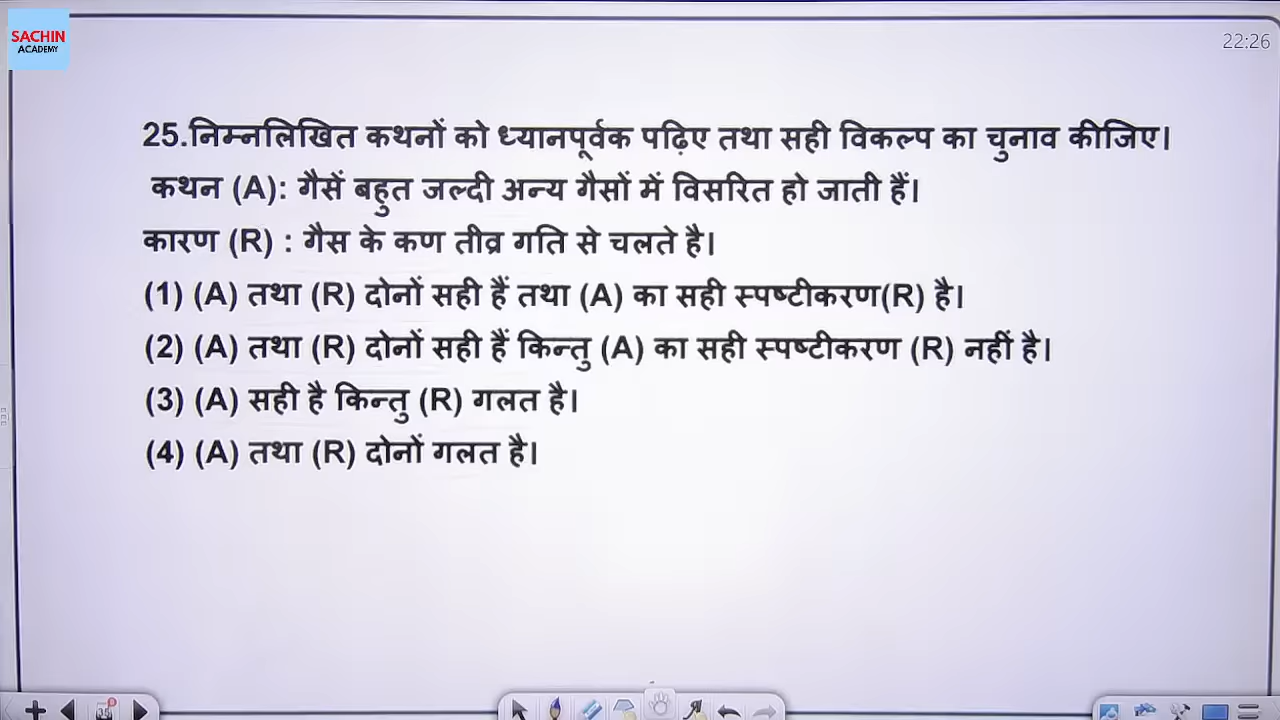 SACHIN
ACADEMY
22:26
25.निम्नलिखित कथनों को ध्यानपूर्वक पढ़िए तथा सही विकल्प का चुनाव कीजिए।
कथन (A): गैसें बहुत जल्दी अन्य गैसों में विसरित हो जाती हैं।
कारण (R) : गैस के कण तीव्र गति से चलते है।
(1) (A) तथा (R) दोनों सही हैं तथा (A) का सही स्पष्टीकरण(R) है।
(2) (A) तथा (R) दोनों सही हैं किन्तु (A) का सही स्पष्टीकरण (R) नहीं है।
(3) (A) सही है किन्तु (R) गलत है।
(4) (A) तथा (R) दोनों गलत है।